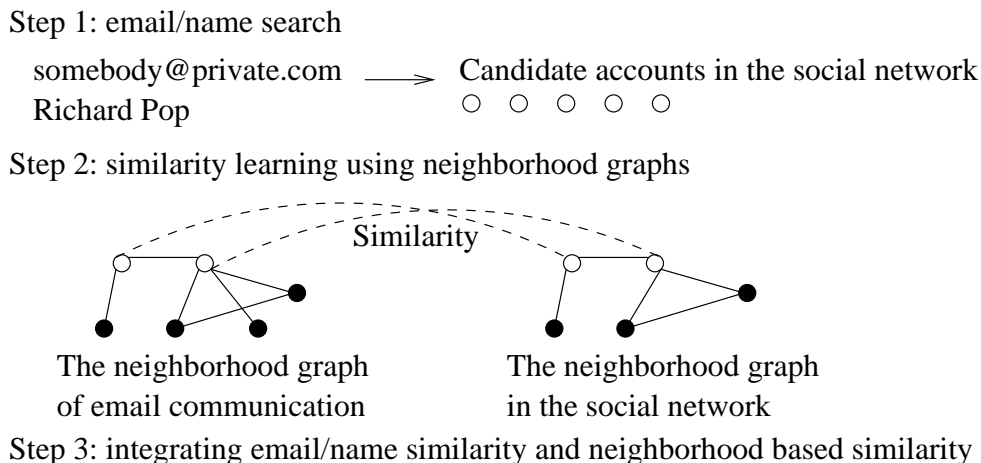 Step 1: email/name search
somebody@private.com
Richard Pop
Candidate accounts in the social network
Step 2: similarity learning using neighborhood graphs
Similarity
The neighborhood graph
of email communication
The neighborhood graph
in the social network
Step 3: integrating email/name similarity and neighborhood based similarity